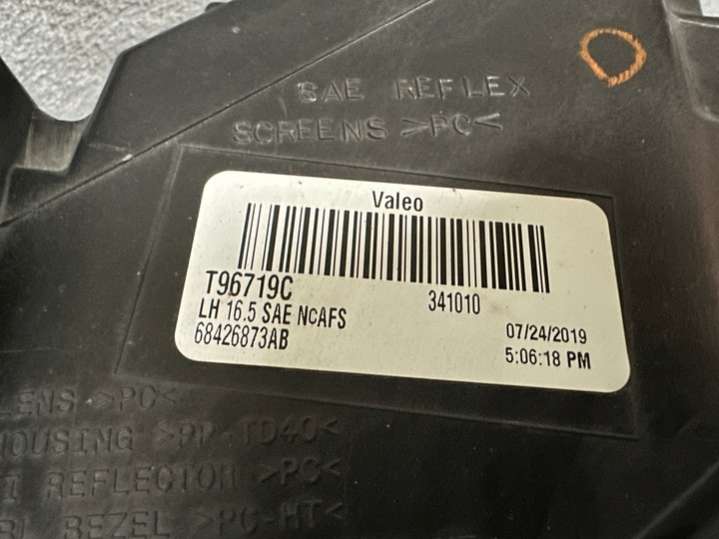 SAE REFLEX
SCREENS >PC<
Valeo
T96719C
341010
LH 16.5 SAE NCAFS
68426873AB
07/24/2019
5:06:18 PM
LENS >PC<
HOUSING >PP-TD40<
REFLECTOR >PC<
BEZEL >PC-HT<